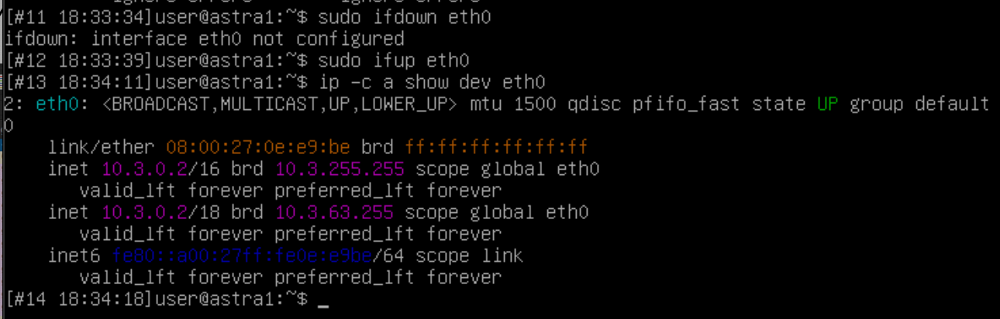 [#11 18:33:34]user@astra1:~$ sudo ifdown eth0
ifdown: interface eth0 not configured
[#12 18:33:39]user@astra1:~$ sudo ifup eth0
[#13 18:34:11]user@astra1:~$ ip -c a show dev eth0
2: eth0: <BROADCAST,MULTICAST,UP,LOWER_UP> mtu 1500 qdisc pfifo_fast state UP group default
0
    link/ether 08:00:27:0e:e9:be brd ff:ff:ff:ff:ff:ff
    inet 10.3.0.2/16 brd 10.3.255.255 scope global eth0
       valid_lft forever preferred_lft forever
    inet 10.3.0.2/18 brd 10.3.63.255 scope global eth0
       valid_lft forever preferred_lft forever
    inet6 fe80::a00:27ff:fe0e:e9be/64 scope link
       valid_lft forever preferred_lft forever
[#14 18:34:18]user@astra1:~$ _